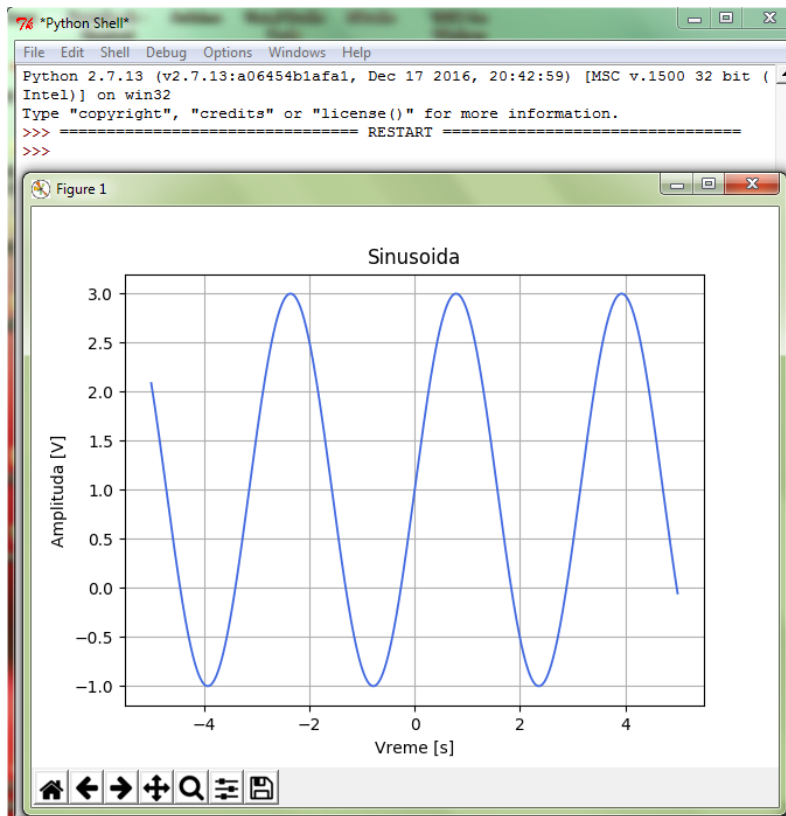 *Python Shell*
File Edit Shell Debug Options Windows Help
Python 2.7.13 (v2.7.13:a06454b1afa1, Dec 17 2016, 20:42:59) [MSC v.1500 32 bit (
Intel)] on win32
Type "copyright", "credits" or "license()" for more information.
>>> ================================ RESTART ================================
>>>
Figure 1
Sinusoida
3.0
2.5
2.0
1.5
1.0
0.5
0.0
−0.5
−1.0
Amplituda [V]
−4 −2 0 2 4
Vreme [s]